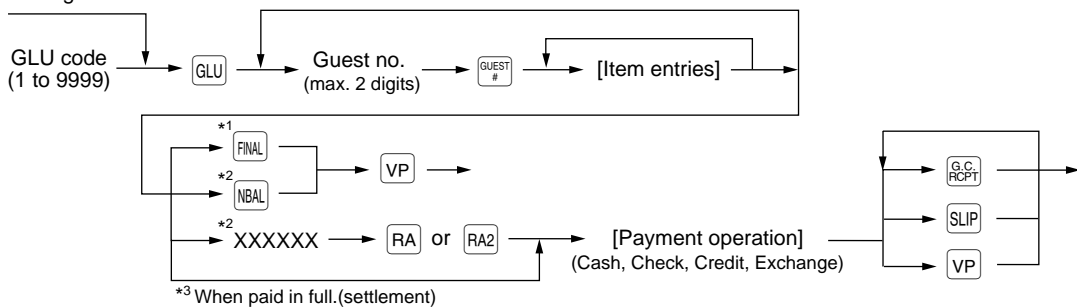 GLU code
(1 to 9999)
GLU
Guest no.
(max. 2 digits)
GUEST
#
[Item entries]
*1
FINAL
*2
NBAL
VP
*2
XXXXXX
RA or RA2
[Payment operation]
(Cash, Check, Credit, Exchange)
*3 When paid in full.(settlement)
G.C.
RCPT
SLIP
VP